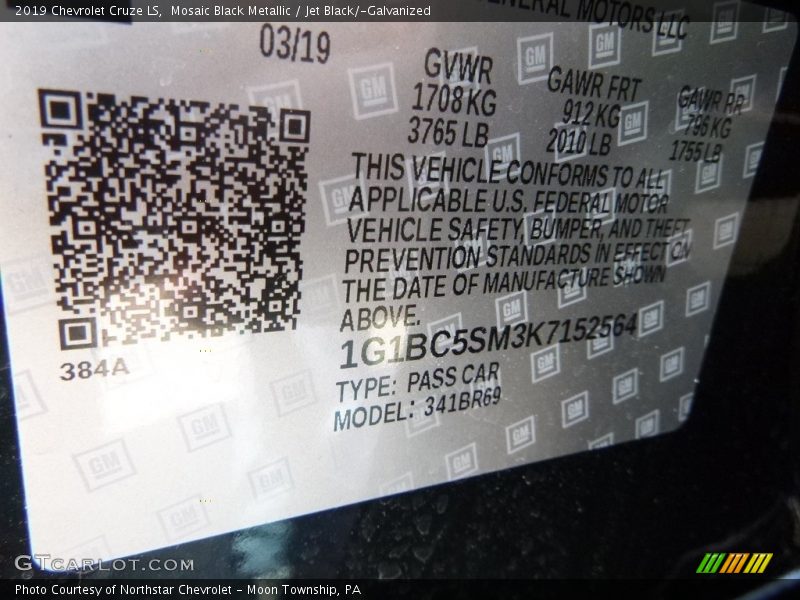 2019 Chevrolet Cruze LS, Mosaic Black Metallic / Jet Black/­Galvanized
GENERAL MOTORS LLC
03/19
GVWR GAWR FRT GAWR RR
1708 KG 912 KG 796 KG
3765 LB 2010 LB 1755 LB
THIS VEHICLE CONFORMS TO ALL
APPLICABLE U.S. FEDERAL MOTOR
VEHICLE SAFETY, BUMPER, AND THEFT
PREVENTION STANDARDS IN EFFECT ON
THE DATE OF MANUFACTURE SHOWN
ABOVE.
1G1BC5SM3K7152564
384A
TYPE: PASS CAR
MODEL: 341BR69
GTCARLOT.COM
Photo Courtesy of Northstar Chevrolet - Moon Township, PA